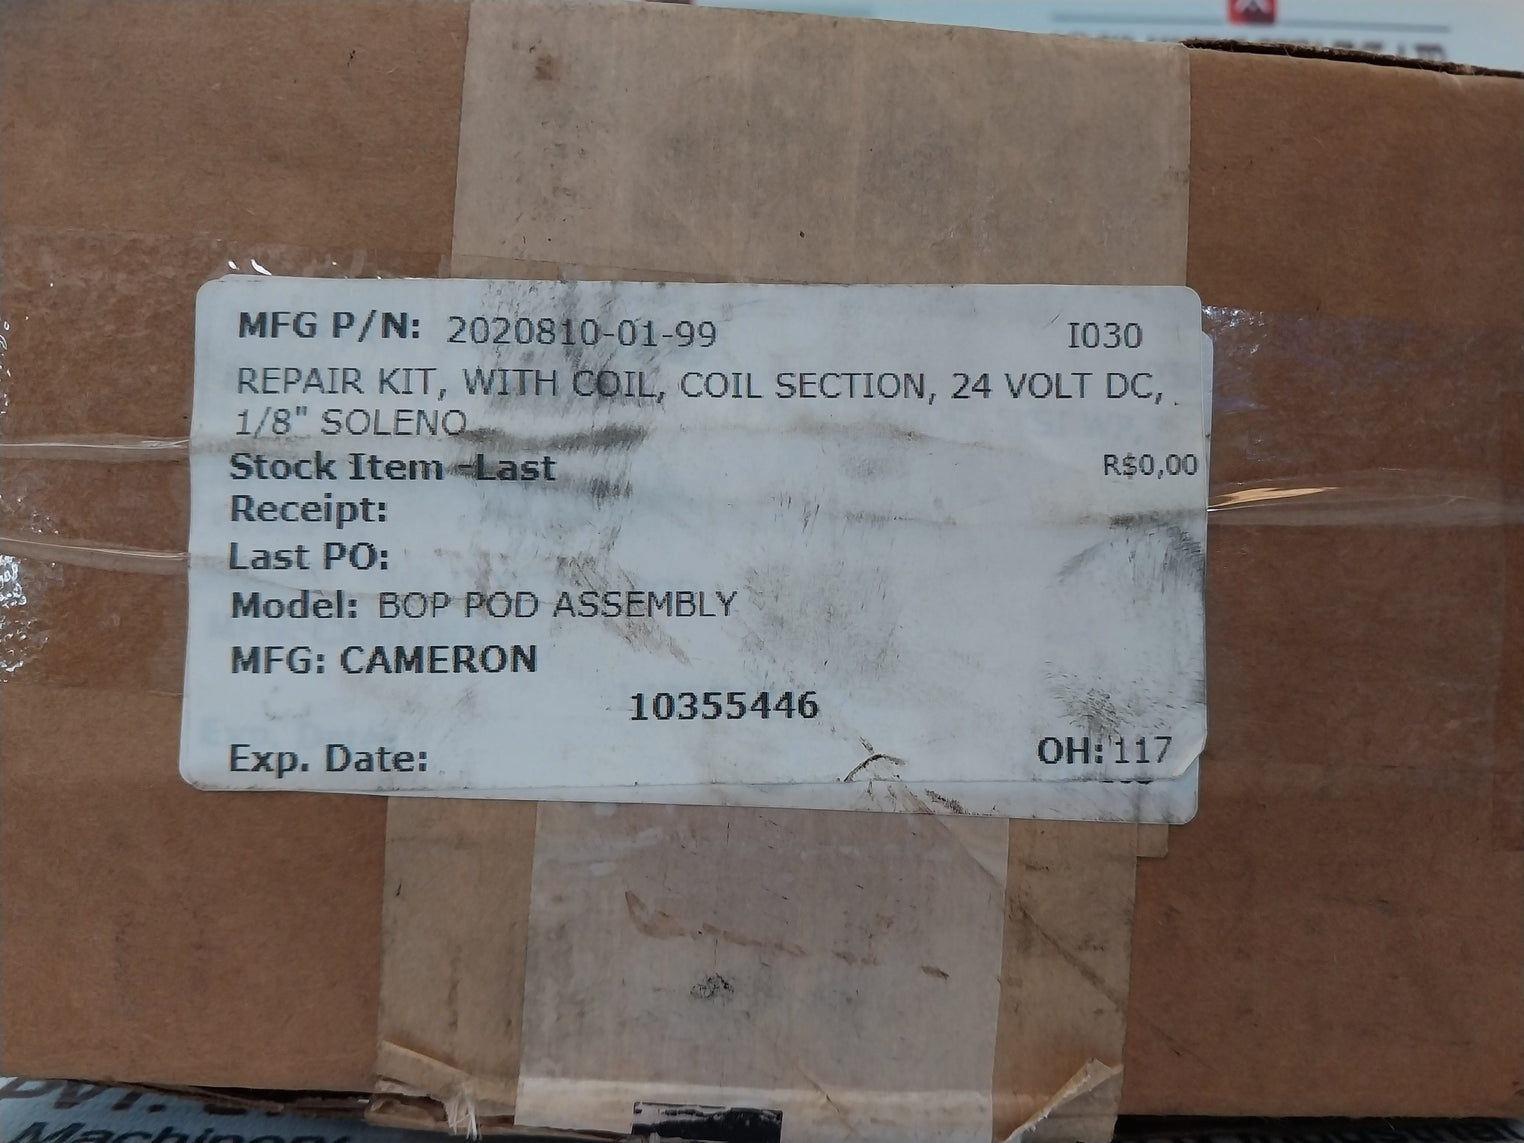 MFG P/N: 2020810-01-99 I030
REPAIR KIT, WITH COIL, COIL SECTION, 24 VOLT DC,
1/8" SOLENO
Stock Item -Last R$0,00
Receipt:
Last PO:
Model: BOP POD ASSEMBLY
MFG: CAMERON
10355446
Exp. Date: OH: 117
Machinery